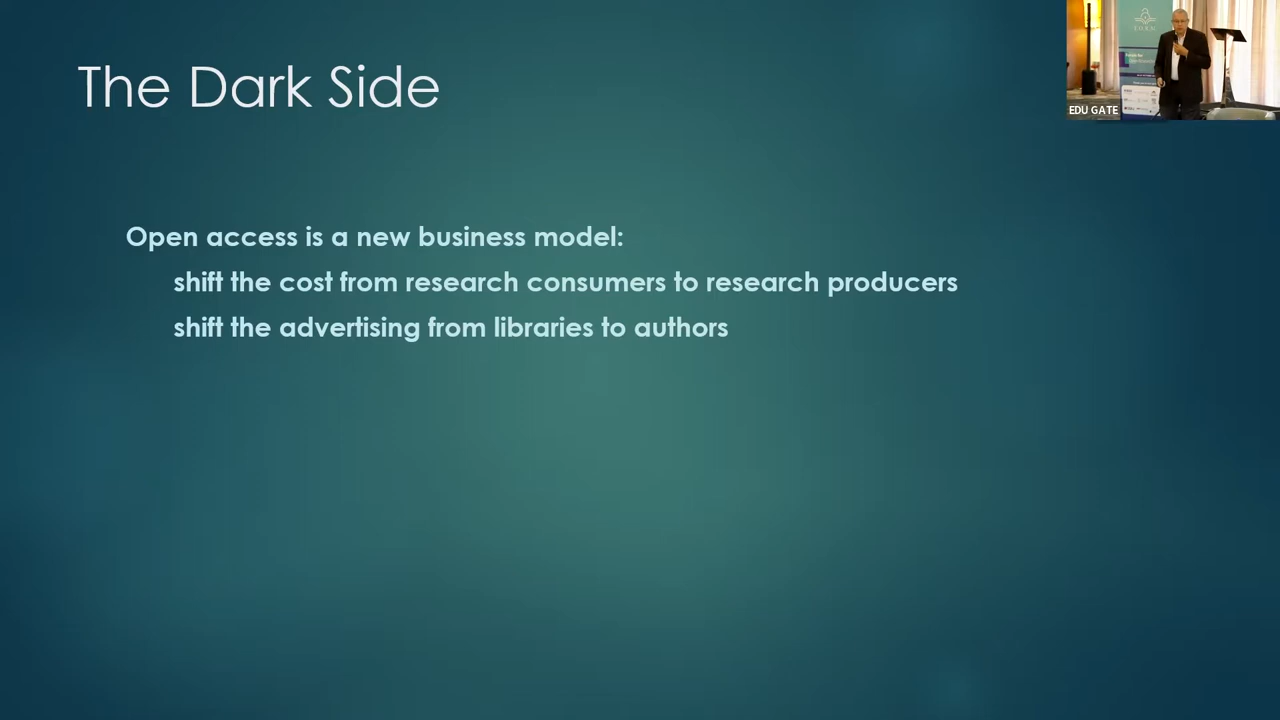 The Dark Side
Open access is a new business model:
shift the cost from research consumers to research producers
shift the advertising from libraries to authors
EDU GATE